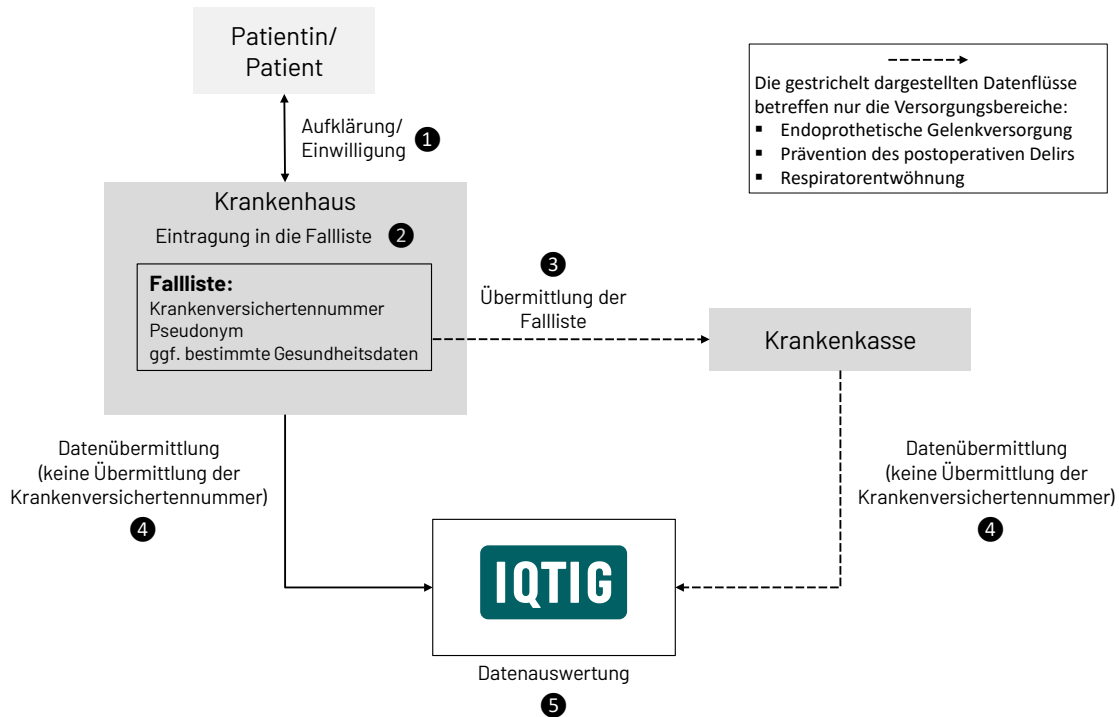 Patientin/
Patient
Aufklärung/
Einwilligung
1
Die gestrichelt dargestellten Datenflüsse
betreffen nur die Versorgungsbereiche:
▪ Endoprothetische Gelenkversorgung
▪ Prävention des postoperativen Delirs
▪ Respiratorentwöhnung
Krankenhaus
Eintragung in die Fallliste 2
Fallliste:
Krankenversichertennummer
Pseudonym
ggf. bestimmte Gesundheitsdaten
3
Übermittlung der
Fallliste
Krankenkasse
Datenübermittlung
(keine Übermittlung der
Krankenversichertennummer)
4
Datenübermittlung
(keine Übermittlung der
Krankenversichertennummer)
4
IQTIG
Datenauswertung
5